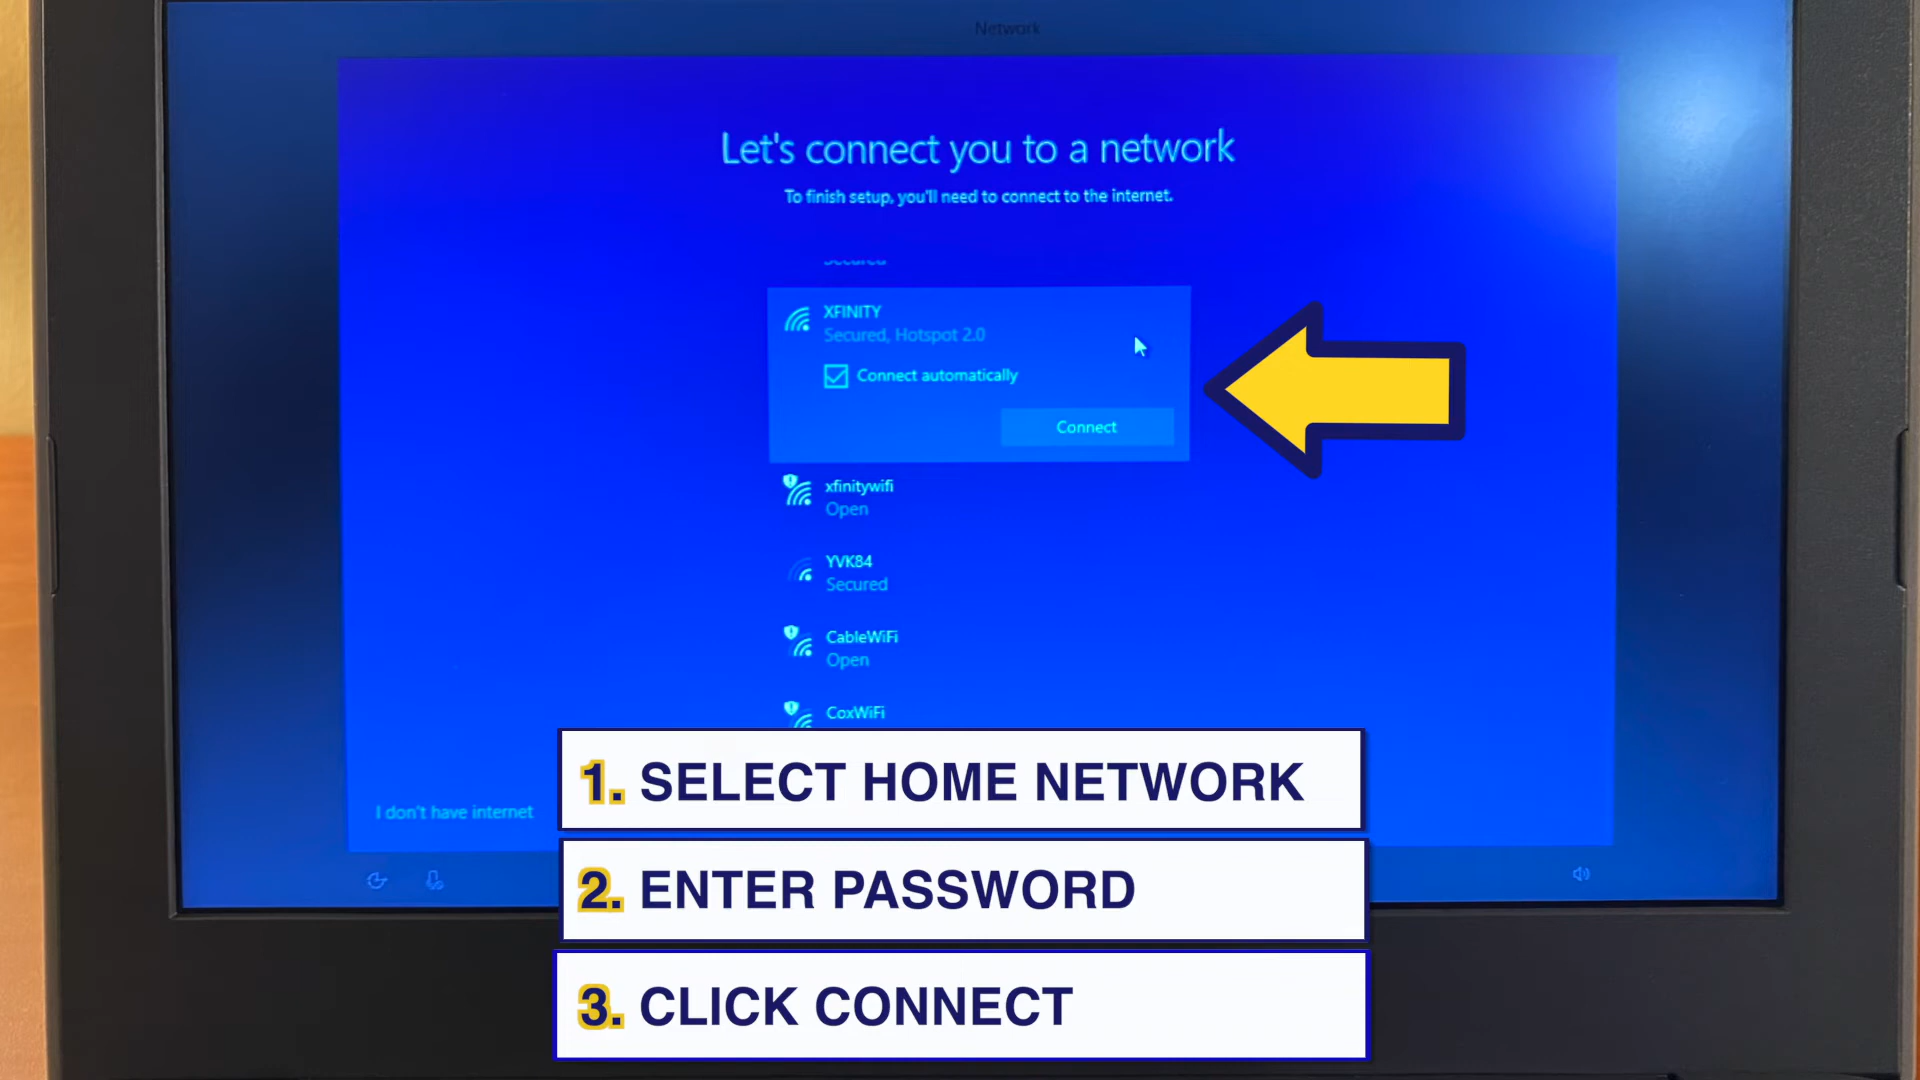 Network
Let's connect you to a network
To finish setup, you'll need to connect to the internet.
Secured
XFINITY
Secured, Hotspot 2.0
Connect automatically
Connect
xfinitywifi
Open
YVK84
Secured
CableWiFi
Open
CoxWiFi
I don't have internet
1. SELECT HOME NETWORK
2. ENTER PASSWORD
3. CLICK CONNECT